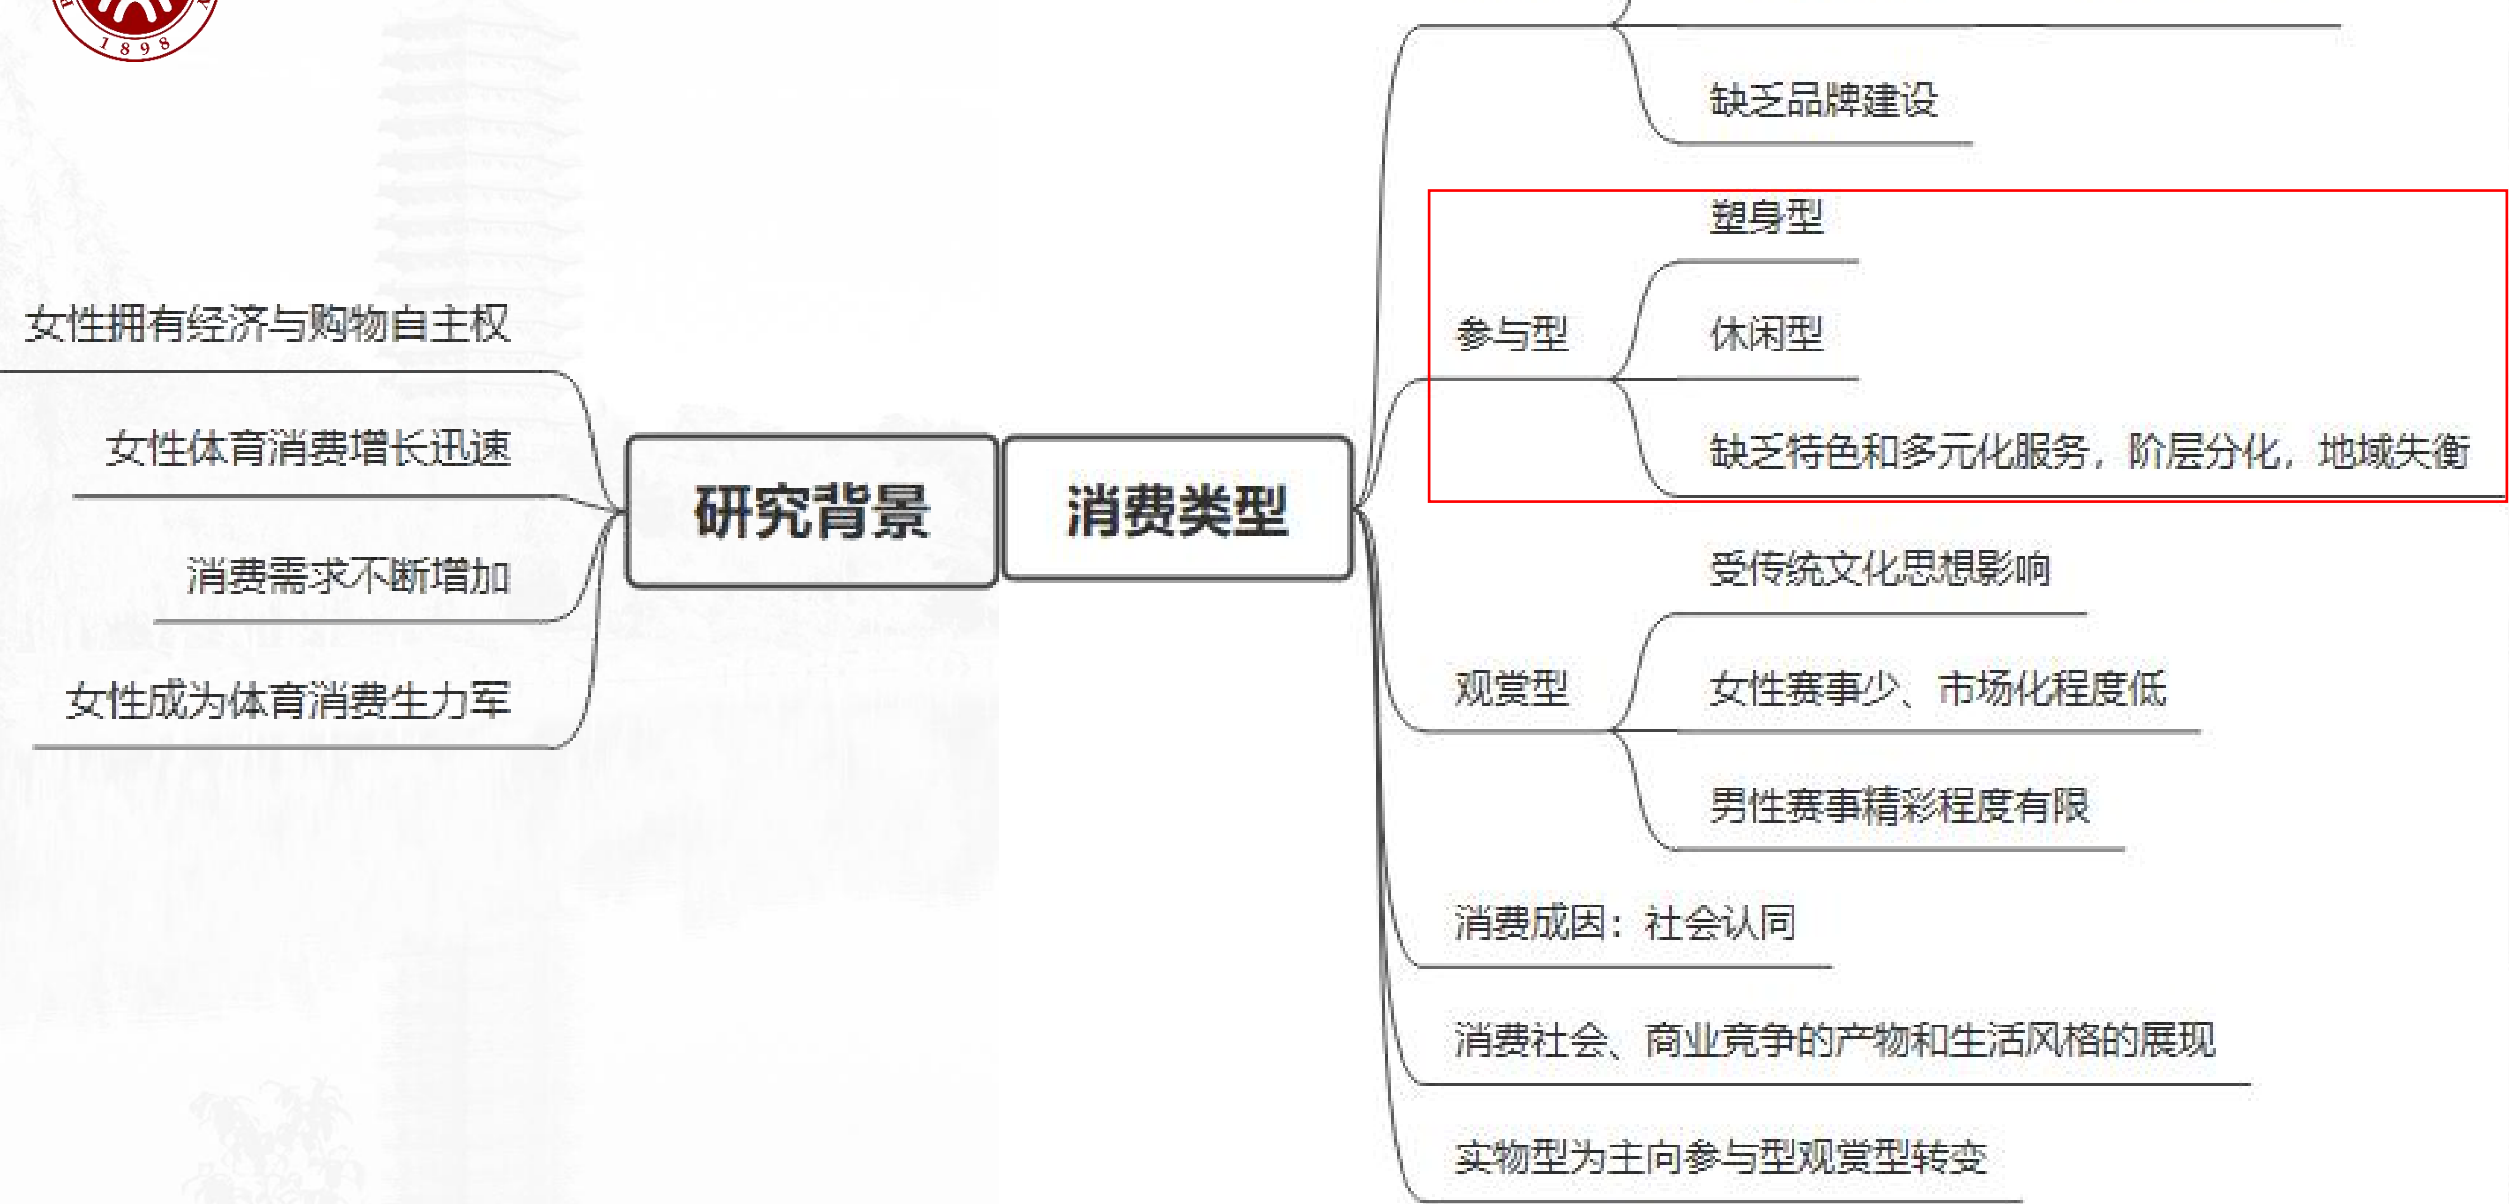 1898
缺乏品牌建设
塑身型
参与型
休闲型
缺乏特色和多元化服务，阶层分化，地域失衡
女性拥有经济与购物自主权
女性体育消费增长迅速
消费需求不断增加
女性成为体育消费生力军
研究背景
消费类型
受传统文化思想影响
观赏型
女性赛事少、市场化程度低
男性赛事精彩程度有限
消费成因：社会认同
消费社会、商业竞争的产物和生活风格的展现
实物型为主向参与型观赏型转变